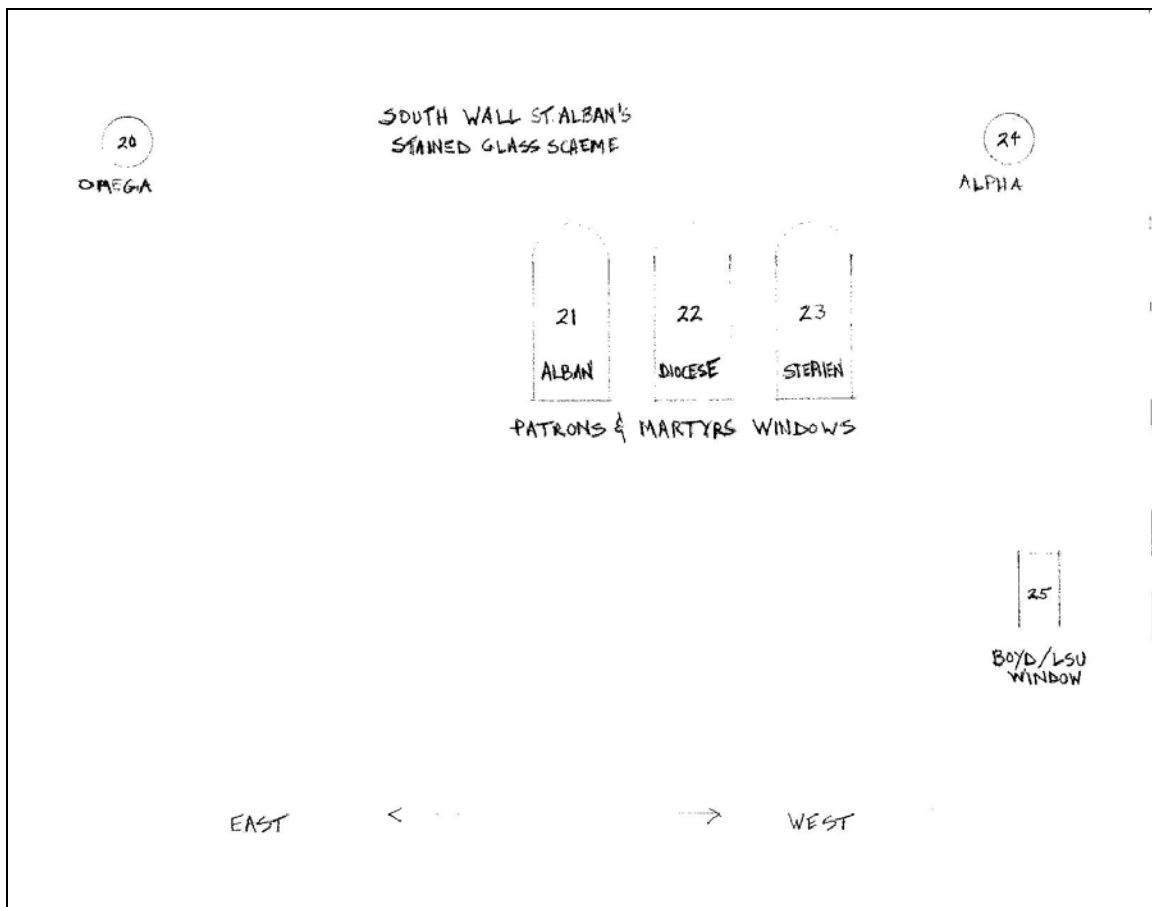 SOUTH WALL ST. ALBAN'S
STAINED GLASS SCHEME
20
OMEGA
24
ALPHA
21
ALBAN
22
DIOCESE
23
STEPHEN
PATRONS & MARTYRS WINDOWS
25
BOYD/LSU
WINDOW
EAST < → WEST